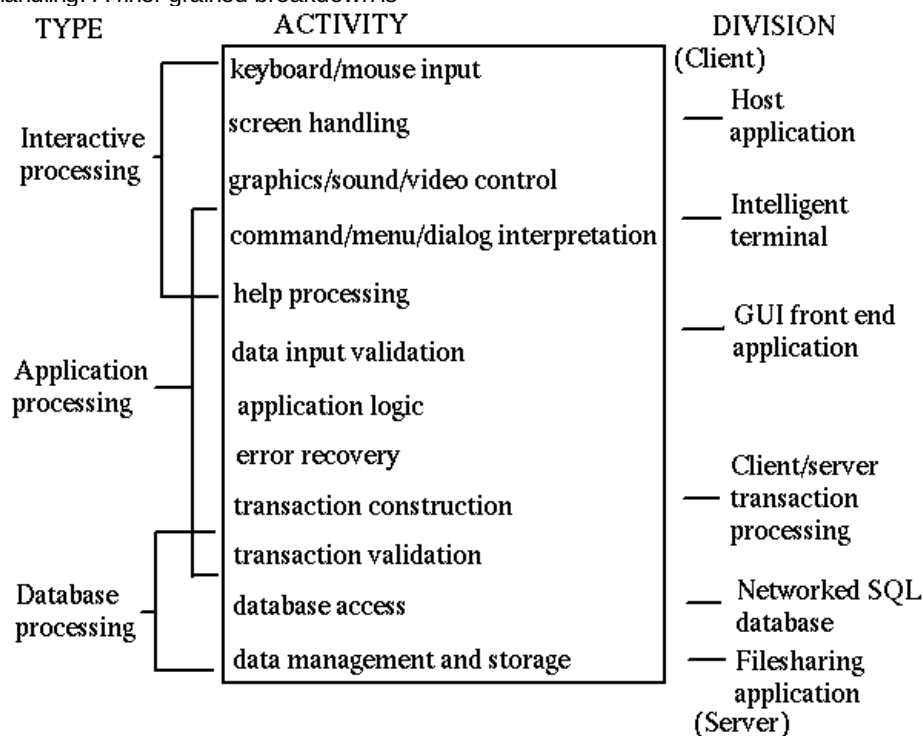 handling. A finer grained breakdown is
TYPE
ACTIVITY
DIVISION
(Client)
keyboard/mouse input
screen handling
graphics/sound/video control
command/menu/dialog interpretation
help processing
data input validation
application logic
error recovery
transaction construction
transaction validation
database access
data management and storage
Interactive
processing
Application
processing
Database
processing
Host
application
Intelligent
terminal
GUI front end
application
Client/server
transaction
processing
Networked SQL
database
Filesharing
application
(Server)